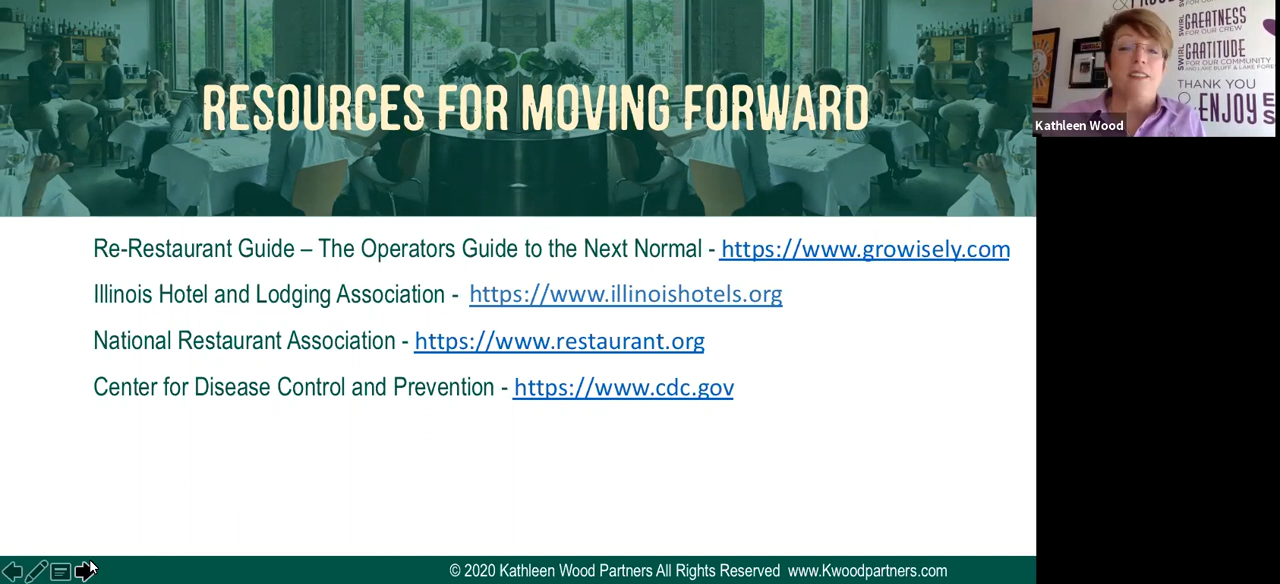 RESOURCES FOR MOVING FORWARD
Re-Restaurant Guide – The Operators Guide to the Next Normal - https://www.growisely.com
Illinois Hotel and Lodging Association - https://www.illinoishotels.org
National Restaurant Association - https://www.restaurant.org
Center for Disease Control and Prevention - https://www.cdc.gov
© 2020 Kathleen Wood Partners All Rights Reserved www.Kwoodpartners.com
SWIRL GREATNESS
FOR OUR CREW
SWIRL GRATITUDE
FOR OUR COMMUNITY
THANK YOU
ENJOY
Kathleen Wood